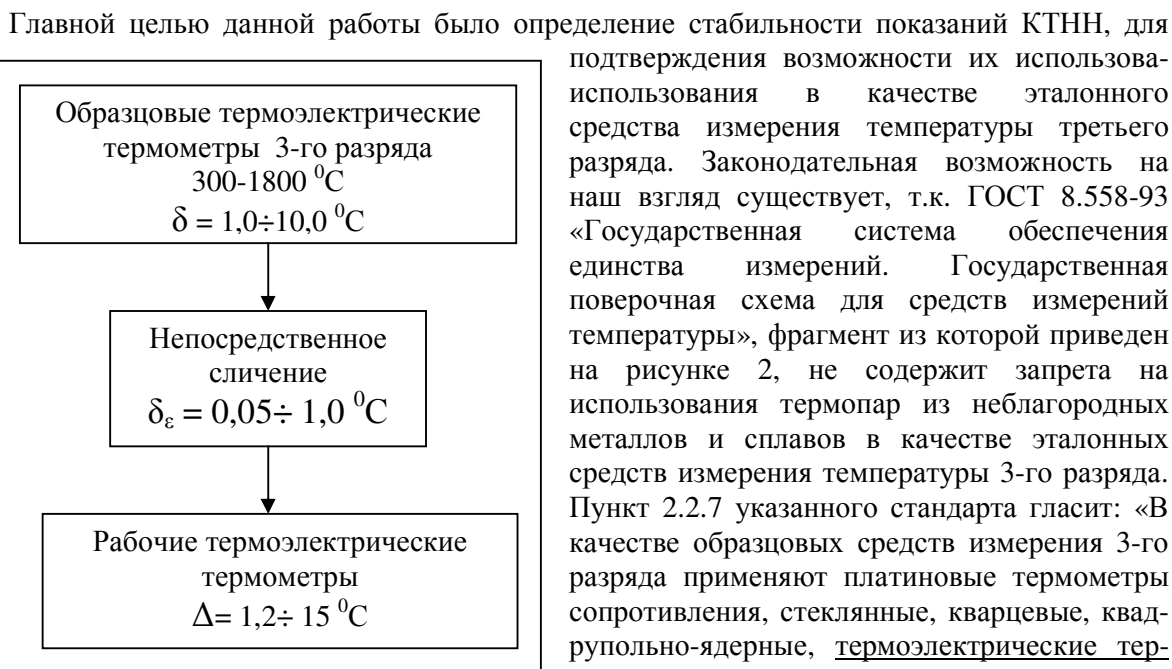 Главной целью данной работы было определение стабильности показаний КТНН, для
Образцовые термоэлектрические
термометры 3-го разряда
300-1800 ⁰С
δ = 1,0÷10,0 ⁰С
Непосредственное
сличение
δε = 0,05÷ 1,0 ⁰С
Рабочие термоэлектрические
термометры
Δ= 1,2÷ 15 ⁰С
подтверждения возможности их использова-
использования в качестве эталонного
средства измерения температуры третьего
разряда. Законодательная возможность на
наш взгляд существует, т.к. ГОСТ 8.558-93
«Государственная система обеспечения
единства измерений. Государственная
поверочная схема для средств измерений
температуры», фрагмент из которой приведен
на рисунке 2, не содержит запрета на
использования термопар из неблагородных
металлов и сплавов в качестве эталонных
средств измерения температуры 3-го разряда.
Пункт 2.2.7 указанного стандарта гласит: «В
качестве образцовых средств измерения 3-го
разряда применяют платиновые термометры
сопротивления, стеклянные, кварцевые, квад-
рупольно-ядерные, термоэлектрические тер-